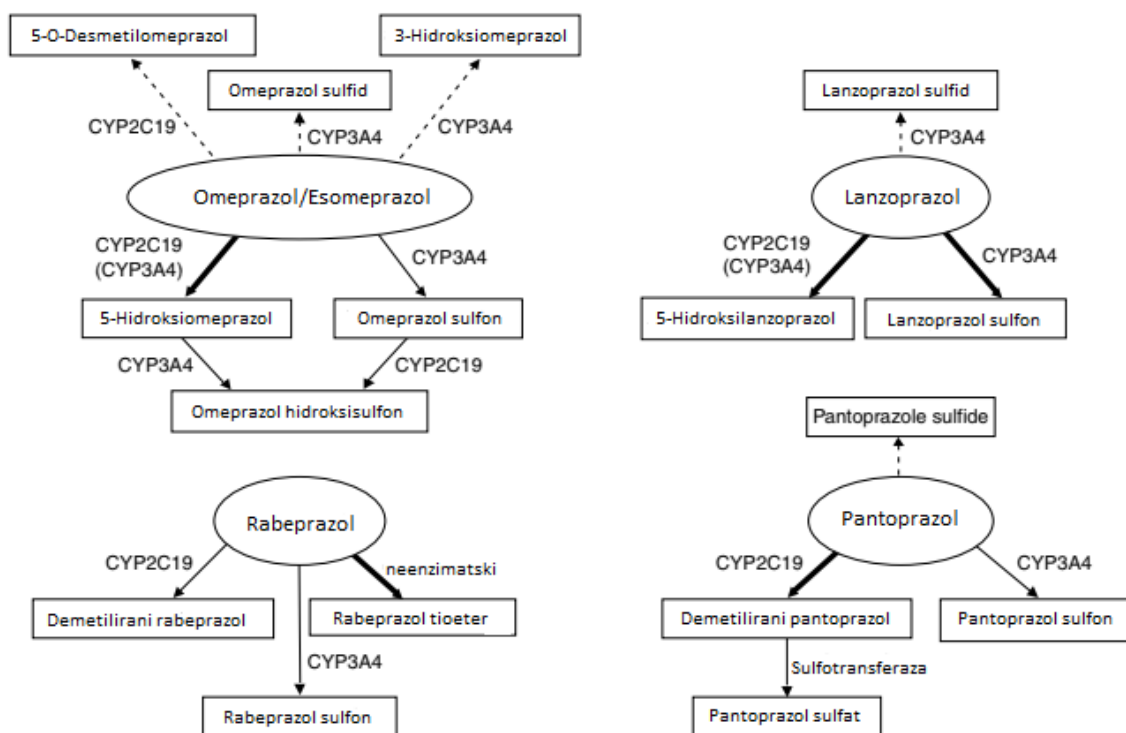 5-O-Desmetilomeprazol
3-Hidroksiomeprazol
Omeprazol sulfid
CYP2C19
CYP3A4
CYP3A4
Omeprazol/Esomeprazol
CYP2C19
(CYP3A4)
CYP3A4
5-Hidroksiomeprazol
Omeprazol sulfon
CYP3A4
CYP2C19
Omeprazol hidroksisulfon
Lanzoprazol sulfid
CYP3A4
Lanzoprazol
CYP2C19
(CYP3A4)
CYP3A4
5-Hidroksilanzoprazol
Lanzoprazol sulfon
Rabeprazol
CYP2C19
neenzimatski
Demetilirani rabeprazol
Rabeprazol tioeter
CYP3A4
Rabeprazol sulfon
Pantoprazole sulfide
Pantoprazol
CYP2C19
CYP3A4
Demetilirani pantoprazol
Pantoprazol sulfon
Sulfotransferaza
Pantoprazol sulfat